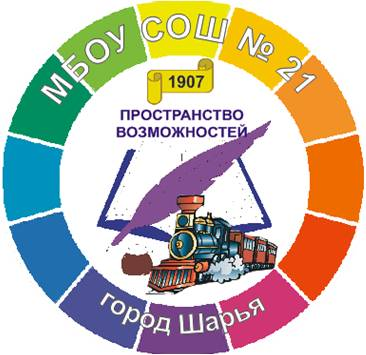 МБОУ СОШ № 21
1907
ПРОСТРАНСТВО
ВОЗМОЖНОСТЕЙ
город Шарья